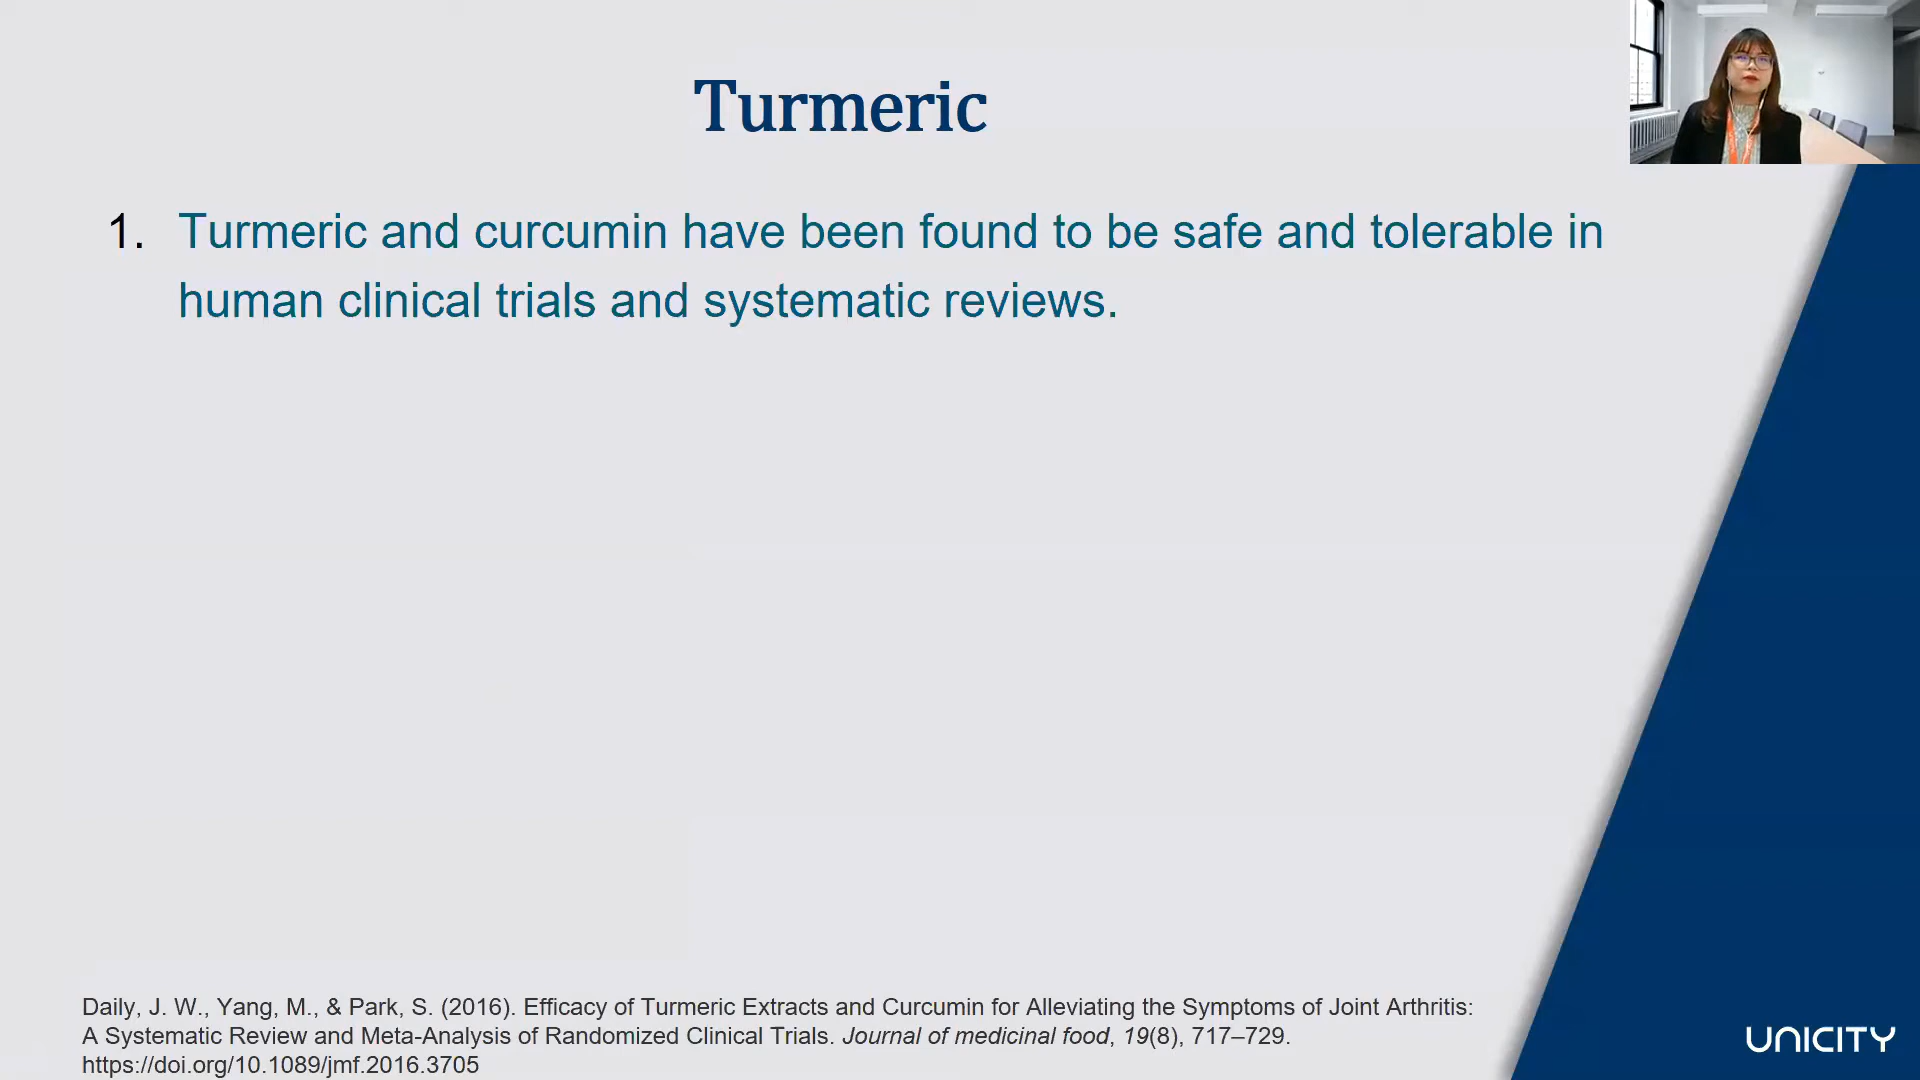 Turmeric
1. Turmeric and curcumin have been found to be safe and tolerable in
human clinical trials and systematic reviews.
Daily, J. W., Yang, M., & Park, S. (2016). Efficacy of Turmeric Extracts and Curcumin for Alleviating the Symptoms of Joint Arthritis:
A Systematic Review and Meta-Analysis of Randomized Clinical Trials. Journal of medicinal food, 19(8), 717–729.
https://doi.org/10.1089/jmf.2016.3705
UNICITY